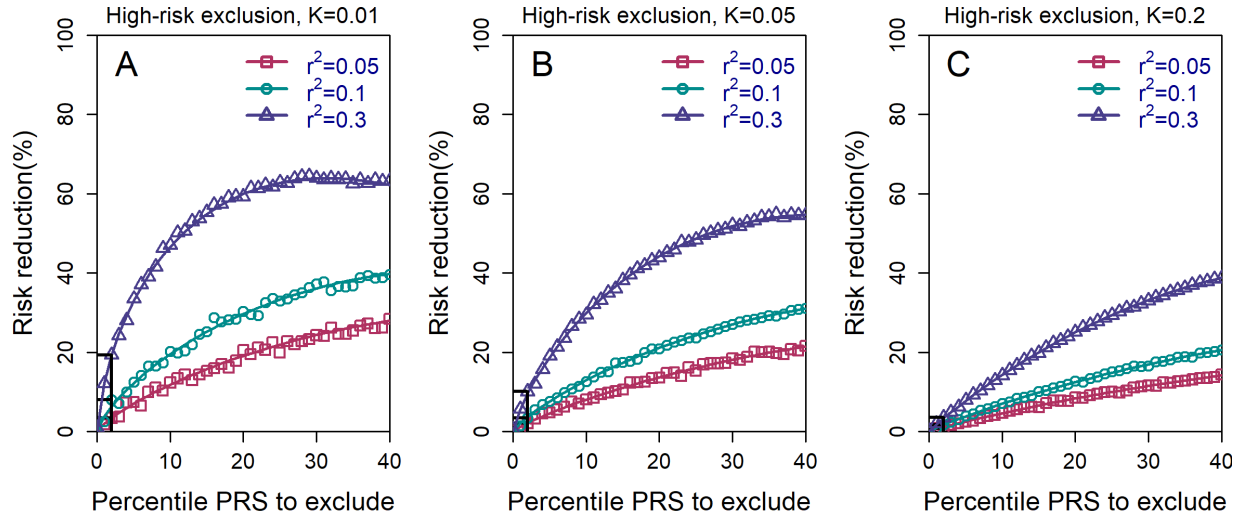 High-risk exclusion, K=0.01
A
r²=0.05
r²=0.1
r²=0.3
Risk reduction(%)
100
80
60
40
20
0
0 10 20 30 40
Percentile PRS to exclude
High-risk exclusion, K=0.05
B
r²=0.05
r²=0.1
r²=0.3
Risk reduction(%)
100
80
60
40
20
0
0 10 20 30 40
Percentile PRS to exclude
High-risk exclusion, K=0.2
C
r²=0.05
r²=0.1
r²=0.3
Risk reduction(%)
100
80
60
40
20
0
0 10 20 30 40
Percentile PRS to exclude